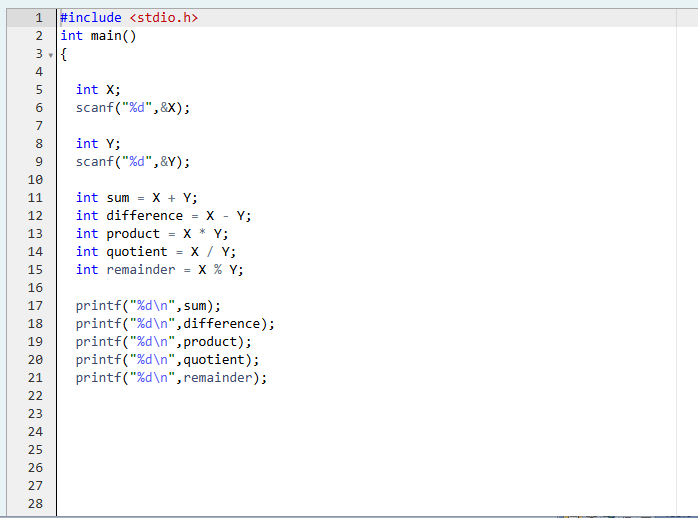 1 #include <stdio.h>
2 int main()
3 {
4
5 int X;
6 scanf("%d",&X);
7
8 int Y;
9 scanf("%d",&Y);
10
11 int sum = X + Y;
12 int difference = X - Y;
13 int product = X * Y;
14 int quotient = X / Y;
15 int remainder = X % Y;
16
17 printf("%d\n",sum);
18 printf("%d\n",difference);
19 printf("%d\n",product);
20 printf("%d\n",quotient);
21 printf("%d\n",remainder);
22
23
24
25
26
27
28